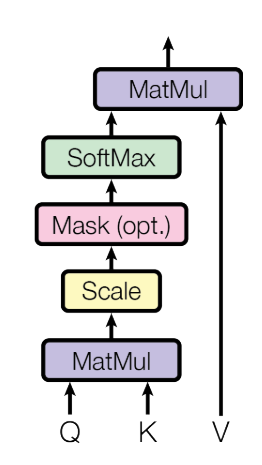 MatMul
SoftMax
Mask (opt.)
Scale
MatMul
Q K V